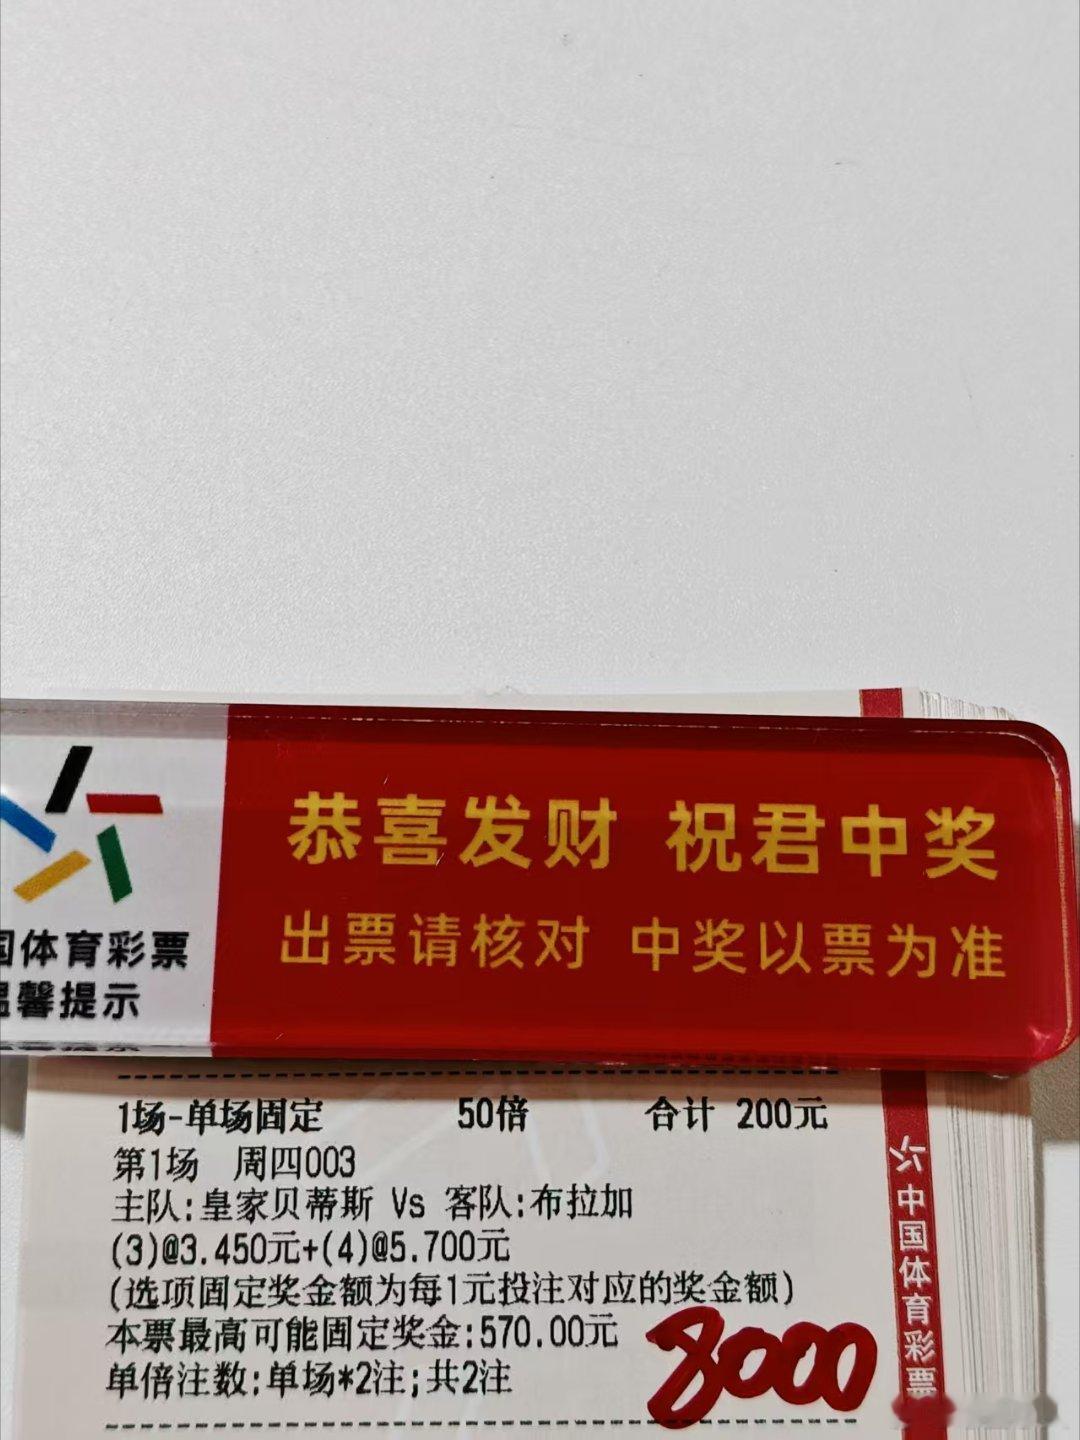 恭喜发财 祝君中奖
出票请核对 中奖以票为准
国体育彩票
温馨提示
1场-单场固定 50倍 合计 200元
第1场 周四003
主队:皇家贝蒂斯 Vs 客队:布拉加
(3)@3.450元+(4)@5.700元
(选项固定奖金额为每1元投注对应的奖金额)
本票最高可能固定奖金:570.00元
单倍注数:单场*2注;共2注
8000
中国体育彩票